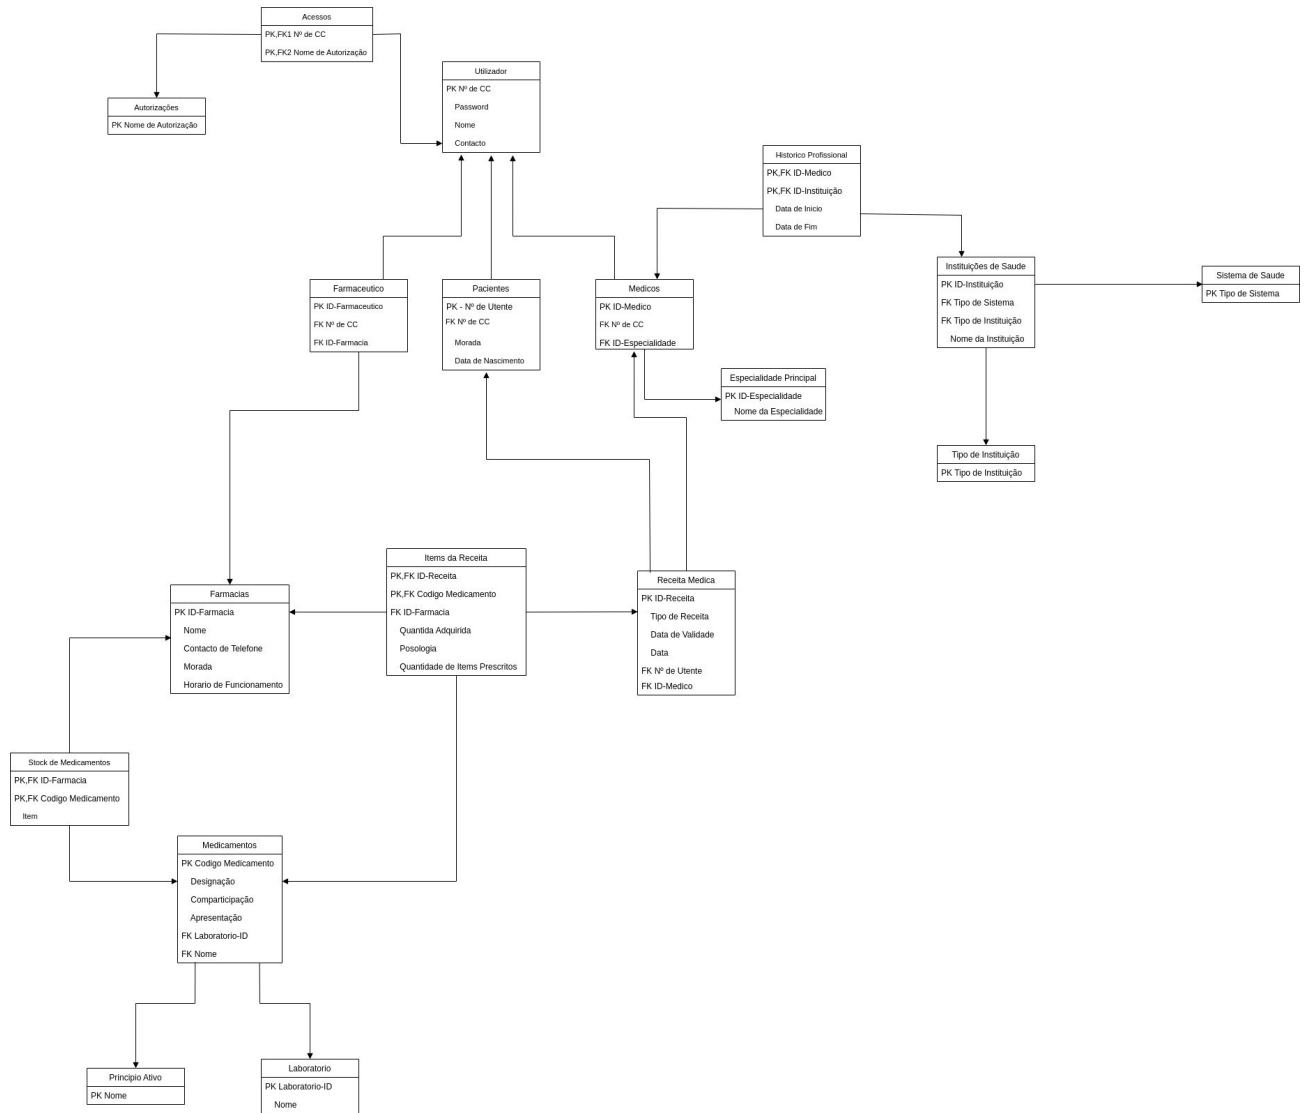 Acessos
PK,FK1 Nº de CC
PK,FK2 Nome de Autorização
Autorizações
PK Nome de Autorização
Utilizador
PK Nº de CC
Password
Nome
Contacto
Historico Profissional
PK,FK ID-Medico
PK,FK ID-Instituição
Data de Inicio
Data de Fim
Instituições de Saude
PK ID-Instituição
FK Tipo de Sistema
FK Tipo de Instituição
Nome da Instituição
Sistema de Saude
PK Tipo de Sistema
Farmaceutico
PK ID-Farmaceutico
FK Nº de CC
FK ID-Farmacia
Pacientes
PK - Nº de Utente
FK Nº de CC
Morada
Data de Nascimento
Medicos
PK ID-Medico
FK Nº de CC
FK ID-Especialidade
Especialidade Principal
PK ID-Especialidade
Nome da Especialidade
Tipo de Instituição
PK Tipo de Instituição
Items da Receita
PK,FK ID-Receita
PK,FK Codigo Medicamento
FK ID-Farmacia
Quantida Adquirida
Posologia
Quantidade de Items Prescritos
Receita Medica
PK ID-Receita
Tipo de Receita
Data de Validade
Data
FK Nº de Utente
FK ID-Medico
Farmacias
PK ID-Farmacia
Nome
Contacto de Telefone
Morada
Horario de Funcionamento
Stock de Medicamentos
PK,FK ID-Farmacia
PK,FK Codigo Medicamento
Item
Medicamentos
PK Codigo Medicamento
Designação
Comparticipação
Apresentação
FK Laboratorio-ID
FK Nome
Principio Ativo
PK Nome
Laboratorio
PK Laboratorio-ID
Nome